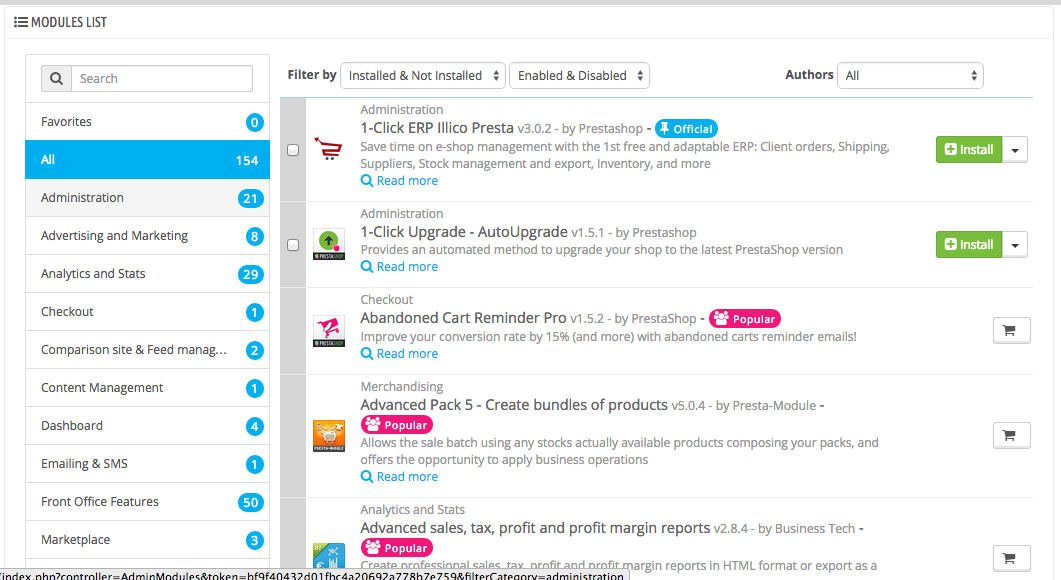 MODULES LIST
Search
Favorites 0
All 154
Administration 21
Advertising and Marketing 8
Analytics and Stats 29
Checkout 1
Comparison site & Feed manag... 2
Content Management 1
Dashboard 4
Emailing & SMS 1
Front Office Features 50
Marketplace 3
Filter by Installed & Not Installed Enabled & Disabled Authors All
Administration
1-Click ERP Illico Presta v3.0.2 - by Prestashop - Official
Save time on e-shop management with the 1st free and adaptable ERP: Client orders, Shipping,
Suppliers, Stock management and export, Inventory, and more
Read more
Install
Administration
1-Click Upgrade - AutoUpgrade v1.5.1 - by Prestashop
Provides an automated method to upgrade your shop to the latest PrestaShop version
Read more
PRESTASHOP
Install
Checkout
Abandoned Cart Reminder Pro v1.5.2 - by PrestaShop - Popular
Improve your conversion rate by 15% (and more) with abandoned carts reminder emails!
Read more
PRESTASHOP
Merchandising
Advanced Pack 5 - Create bundles of products v5.0.4 - by Presta-Module -
Popular
Allows the sale batch using any stocks actually available products composing your packs, and
offers the opportunity to apply business operations
Read more
PRESTA-MODULE
Analytics and Stats
Advanced sales, tax, profit and profit margin reports v2.8.4 - by Business Tech -
Popular
Create professional sales, tax, profit and profit margin reports in HTML format or export as a
/index.php?controller=AdminModules&token=bf9f40432d01fbc4a20692a778b7e759&filterCategory=administration